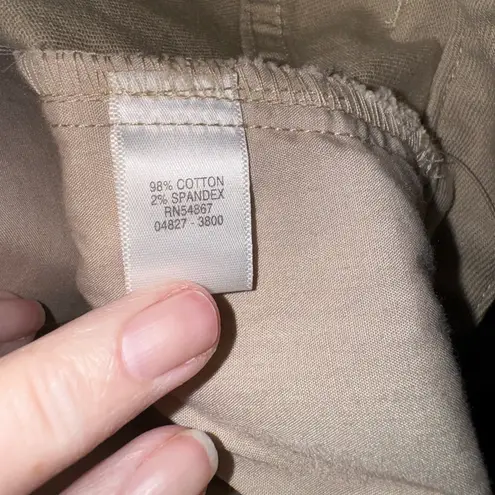 98% COTTON
2% SPANDEX
RN54867
04827 - 3800